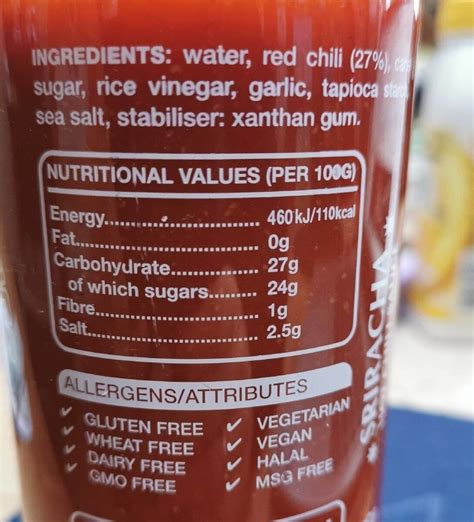 INGREDIENTS: water, red chili (27%), cane
sugar, rice vinegar, garlic, tapioca starch,
sea salt, stabiliser: xanthan gum.
NUTRITIONAL VALUES (PER 100G)
Energy.................. 460kJ/110kcal
Fat........................... 0g
Carbohydrate............. 27g
of which sugars......... 24g
Fibre....................... 1g
Salt......................... 2.5g
ALLERGENS/ATTRIBUTES
✓ GLUTEN FREE ✓ VEGETARIAN
✓ WHEAT FREE ✓ VEGAN
✓ DAIRY FREE ✓ HALAL
✓ GMO FREE ✓ MSG FREE
SRIRACHA